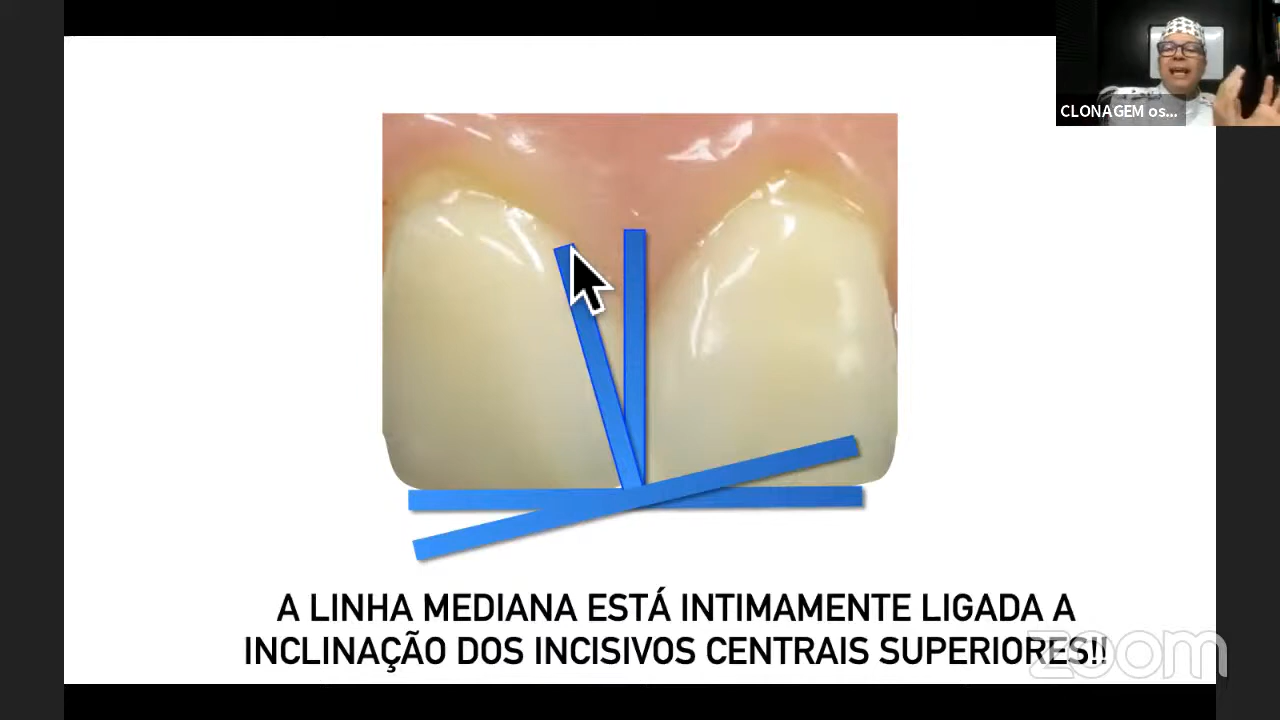 CLONAGEM os...
A LINHA MEDIANA ESTÁ INTIMAMENTE LIGADA A
INCLINAÇÃO DOS INCISIVOS CENTRAIS SUPERIORES!!
zoom